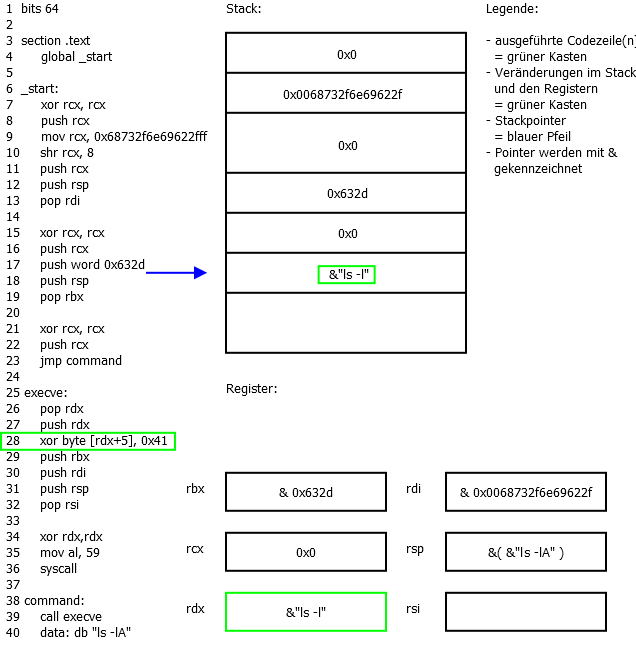 1 bits 64
2
3 section .text
4 global _start
5
6 _start:
7 xor rcx, rcx
8 push rcx
9 mov rcx, 0x68732f6e69622fff
10 shr rcx, 8
11 push rcx
12 push rsp
13 pop rdi
14
15 xor rcx, rcx
16 push rcx
17 push word 0x632d
18 push rsp
19 pop rbx
20
21 xor rcx, rcx
22 push rcx
23 jmp command
24
25 execve:
26 pop rdx
27 push rdx
28 xor byte [rdx+5], 0x41
29 push rbx
30 push rdi
31 push rsp
32 pop rsi
33
34 xor rdx,rdx
35 mov al, 59
36 syscall
37
38 command:
39 call execve
40 data: db "ls -lA"
Stack:
0x0
0x0068732f6e69622f
0x0
0x632d
0x0
&"ls -l"
Register:
rbx
& 0x632d
rdi
& 0x0068732f6e69622f
rcx
0x0
rsp
&( &"ls -lA" )
rdx
&"ls -l"
rsi
Legende:
- ausgeführte Codezeile(n)
= grüner Kasten
- Veränderungen im Stack
und den Registern
= grüner Kasten
- Stackpointer
= blauer Pfeil
- Pointer werden mit &
gekennzeichnet